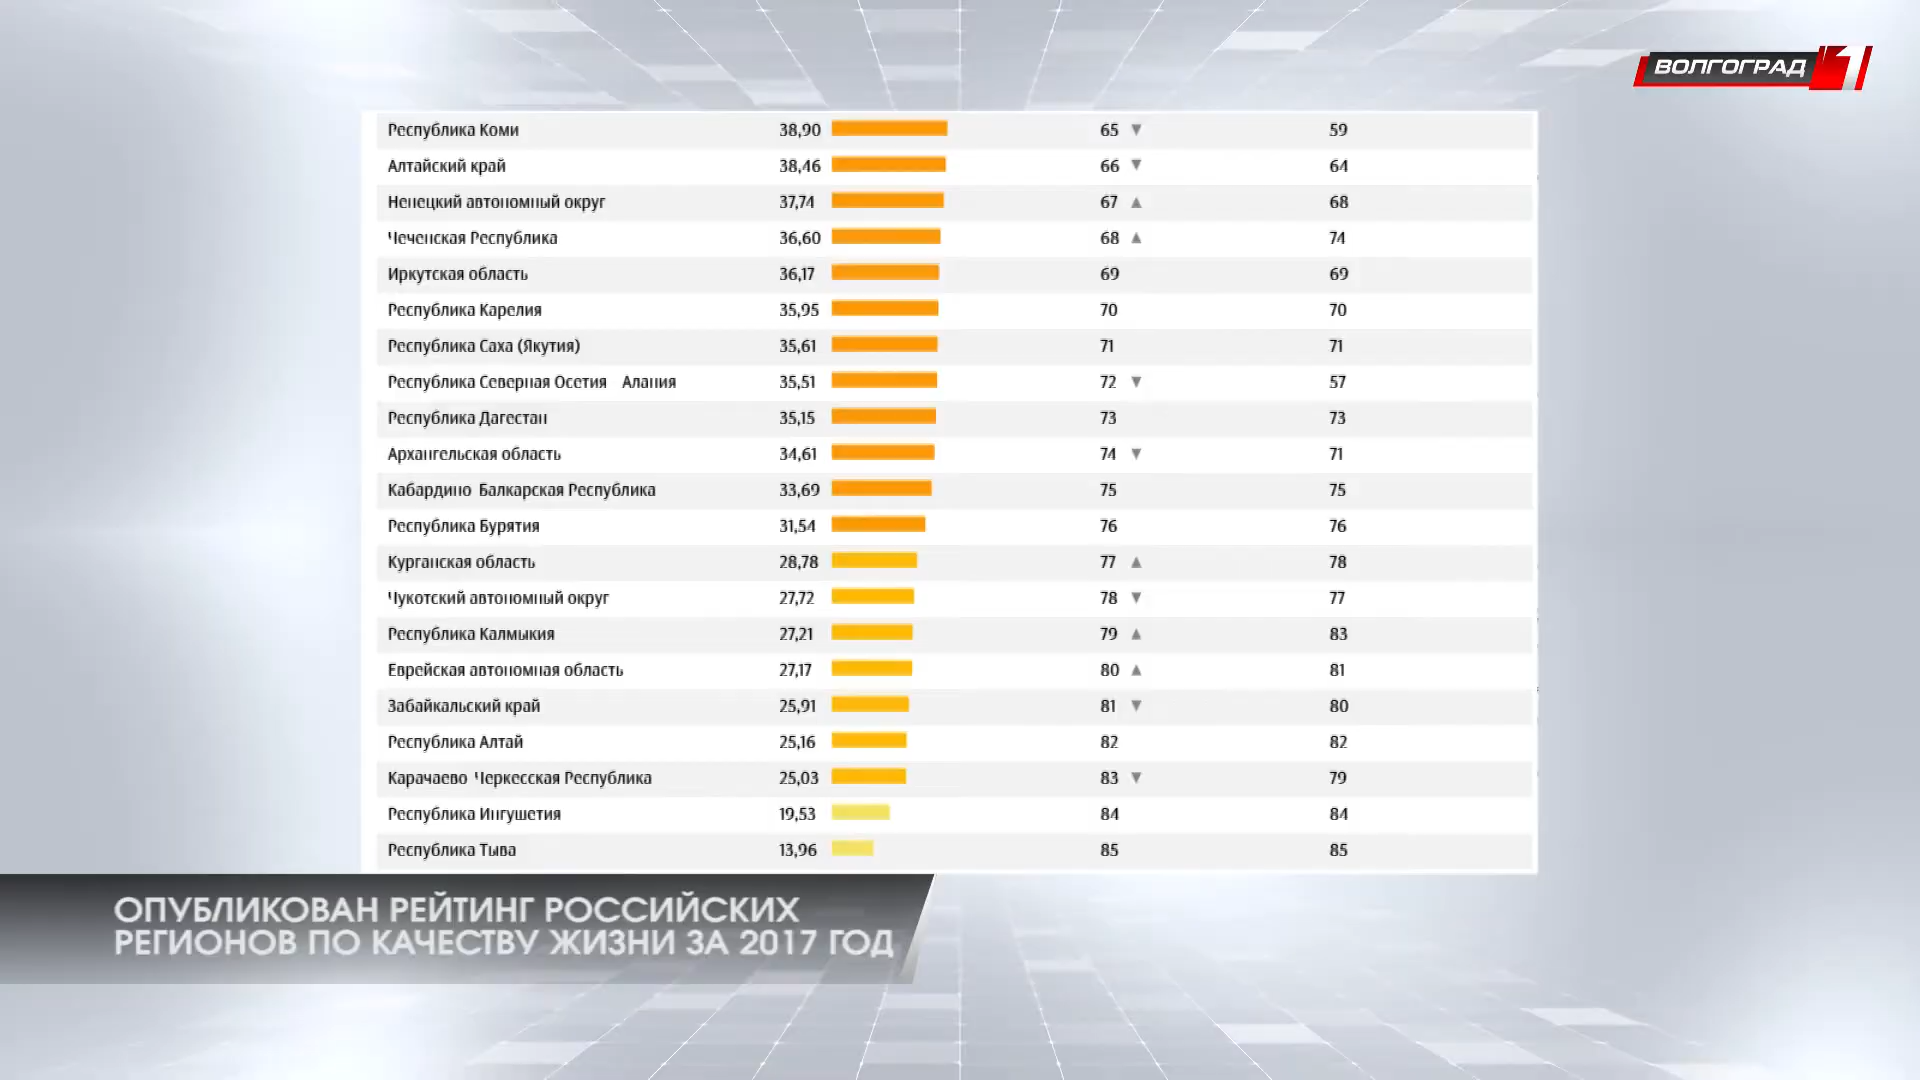 ВОЛГОГРАД 1
Республика Коми 38,90 65 ▼ 59
Алтайский край 38,46 66 ▼ 64
Ненецкий автономный округ 37,74 67 ▲ 68
Чеченская Республика 36,60 68 ▲ 74
Иркутская область 36,17 69 69
Республика Карелия 35,95 70 70
Республика Саха (Якутия) 35,61 71 71
Республика Северная Осетия Алания 35,51 72 ▼ 57
Республика Дагестан 35,15 73 73
Архангельская область 34,61 74 ▼ 71
Кабардино Балкарская Республика 33,69 75 75
Республика Бурятия 31,54 76 76
Курганская область 28,78 77 ▲ 78
Чукотский автономный округ 27,72 78 ▼ 77
Республика Калмыкия 27,21 79 ▲ 83
Еврейская автономная область 27,17 80 ▲ 81
Забайкальский край 25,91 81 ▼ 80
Республика Алтай 25,16 82 82
Карачаево Черкесская Республика 25,03 83 ▼ 79
Республика Ингушетия 19,53 84 84
Республика Тыва 13,96 85 85
ОПУБЛИКОВАН РЕЙТИНГ РОССИЙСКИХ
РЕГИОНОВ ПО КАЧЕСТВУ ЖИЗНИ ЗА 2017 ГОД